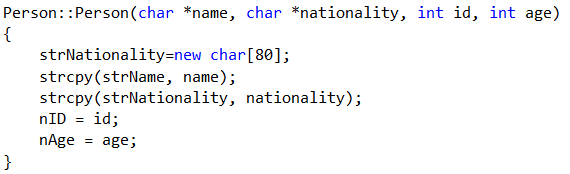 Person::Person(char *name, char *nationality, int id, int age)
{
    strNationality=new char[80];
    strcpy(strName, name);
    strcpy(strNationality, nationality);
    nID = id;
    nAge = age;
}